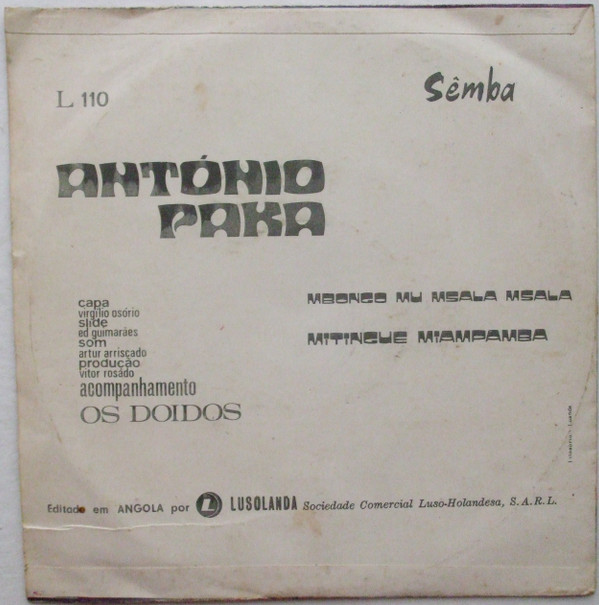 L 110
Sêmba
ANTÓNIO
PAKA
MBONGO MU MSALA MSALA
MITINGUE MIAMPAMBA
capa
virgílio osório
slide
ed guimarães
som
artur arriscado
produção
vitor rosado
acompanhamento
OS DOIDOS
Editado em ANGOLA por L LUSOLANDA Sociedade Comercial Luso-Holandesa, S.A.R.L.